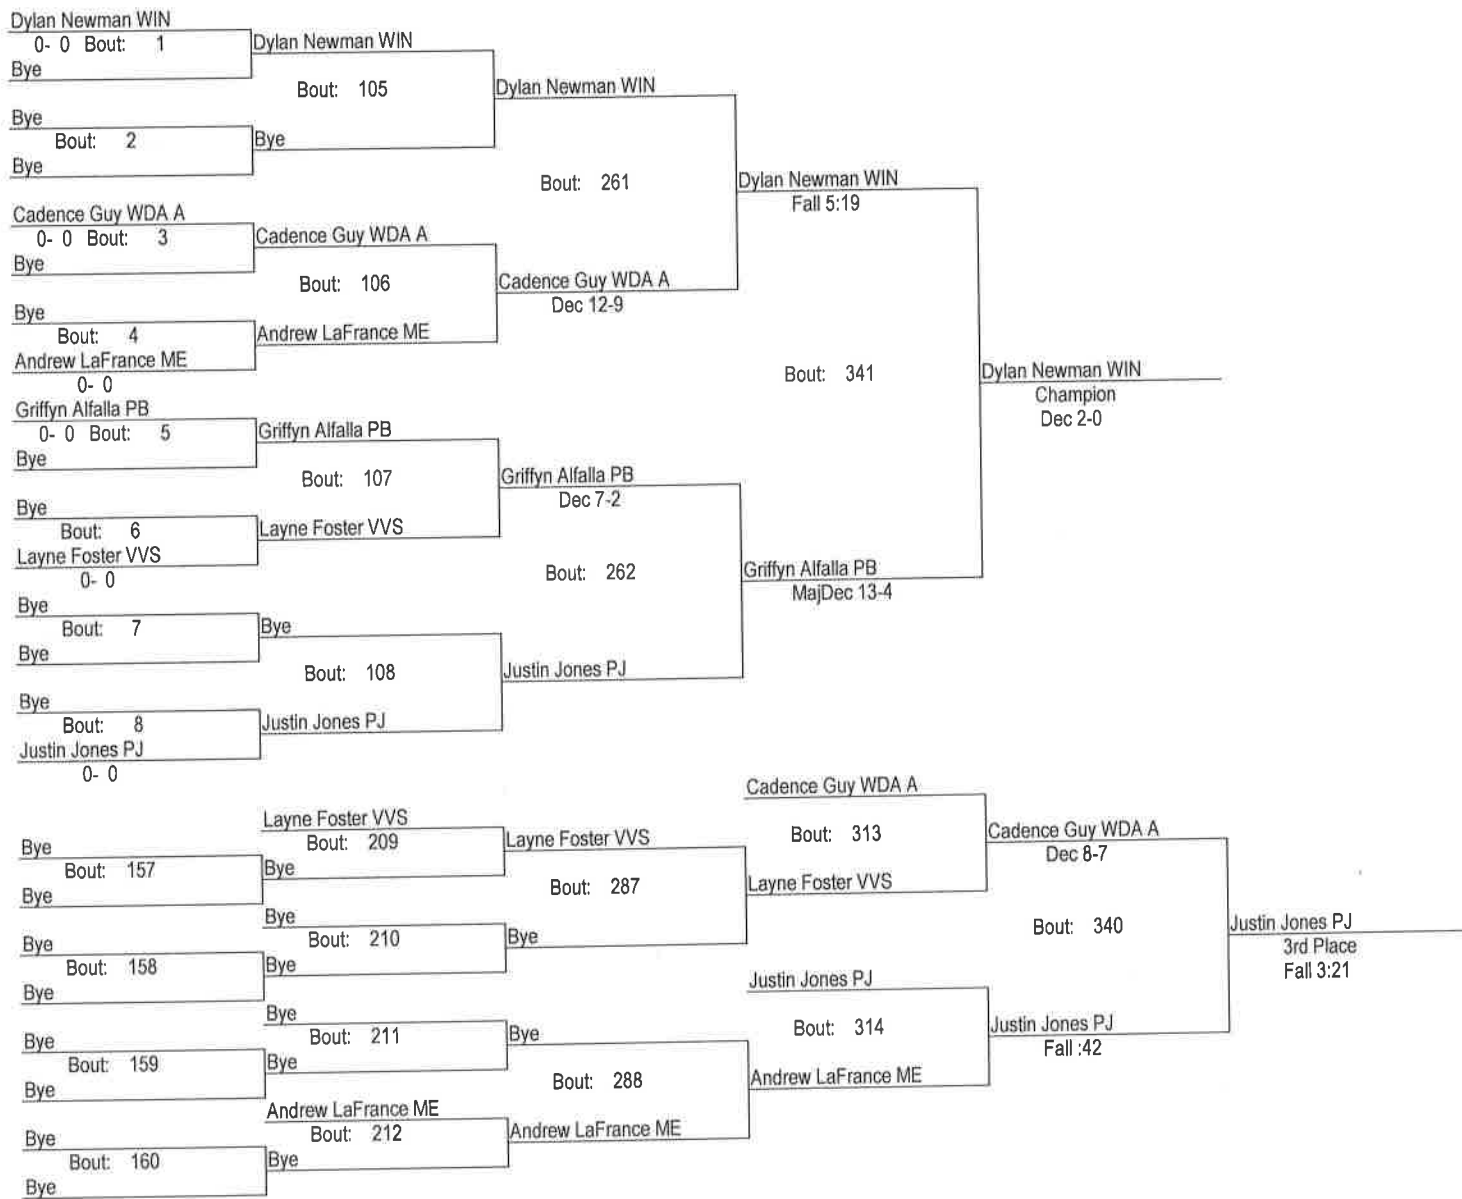 Dylan Newman WIN
0- 0 Bout: 1
Bye
Dylan Newman WIN
Bout: 105
Bye
Bout: 2
Bye
Bye
Dylan Newman WIN
Bout: 261
Cadence Guy WDA A
0- 0 Bout: 3
Bye
Cadence Guy WDA A
Bout: 106
Bye
Bout: 4
Andrew LaFrance ME
0- 0
Andrew LaFrance ME
Cadence Guy WDA A
Dec 12-9
Dylan Newman WIN
Fall 5:19
Bout: 341
Dylan Newman WIN
Champion
Dec 2-0
Griffyn Alfalla PB
0- 0 Bout: 5
Bye
Griffyn Alfalla PB
Bout: 107
Bye
Bout: 6
Layne Foster VVS
0- 0
Layne Foster VVS
Griffyn Alfalla PB
Dec 7-2
Bout: 262
Griffyn Alfalla PB
MajDec 13-4
Bye
Bout: 7
Bye
Bye
Bout: 108
Bye
Bout: 8
Justin Jones PJ
0- 0
Justin Jones PJ
Justin Jones PJ
Bye
Bout: 157
Bye
Layne Foster VVS
Bout: 209
Bye
Layne Foster VVS
Bout: 287
Bye
Bout: 158
Bye
Bye
Bout: 210
Bye
Bye
Cadence Guy WDA A
Bout: 313
Layne Foster VVS
Cadence Guy WDA A
Dec 8-7
Bout: 340
Justin Jones PJ
3rd Place
Fall 3:21
Bye
Bout: 159
Bye
Bye
Bout: 211
Bye
Bye
Bout: 288
Bye
Bout: 160
Bye
Andrew LaFrance ME
Bout: 212
Bye
Andrew LaFrance ME
Justin Jones PJ
Bout: 314
Andrew LaFrance ME
Justin Jones PJ
Fall :42